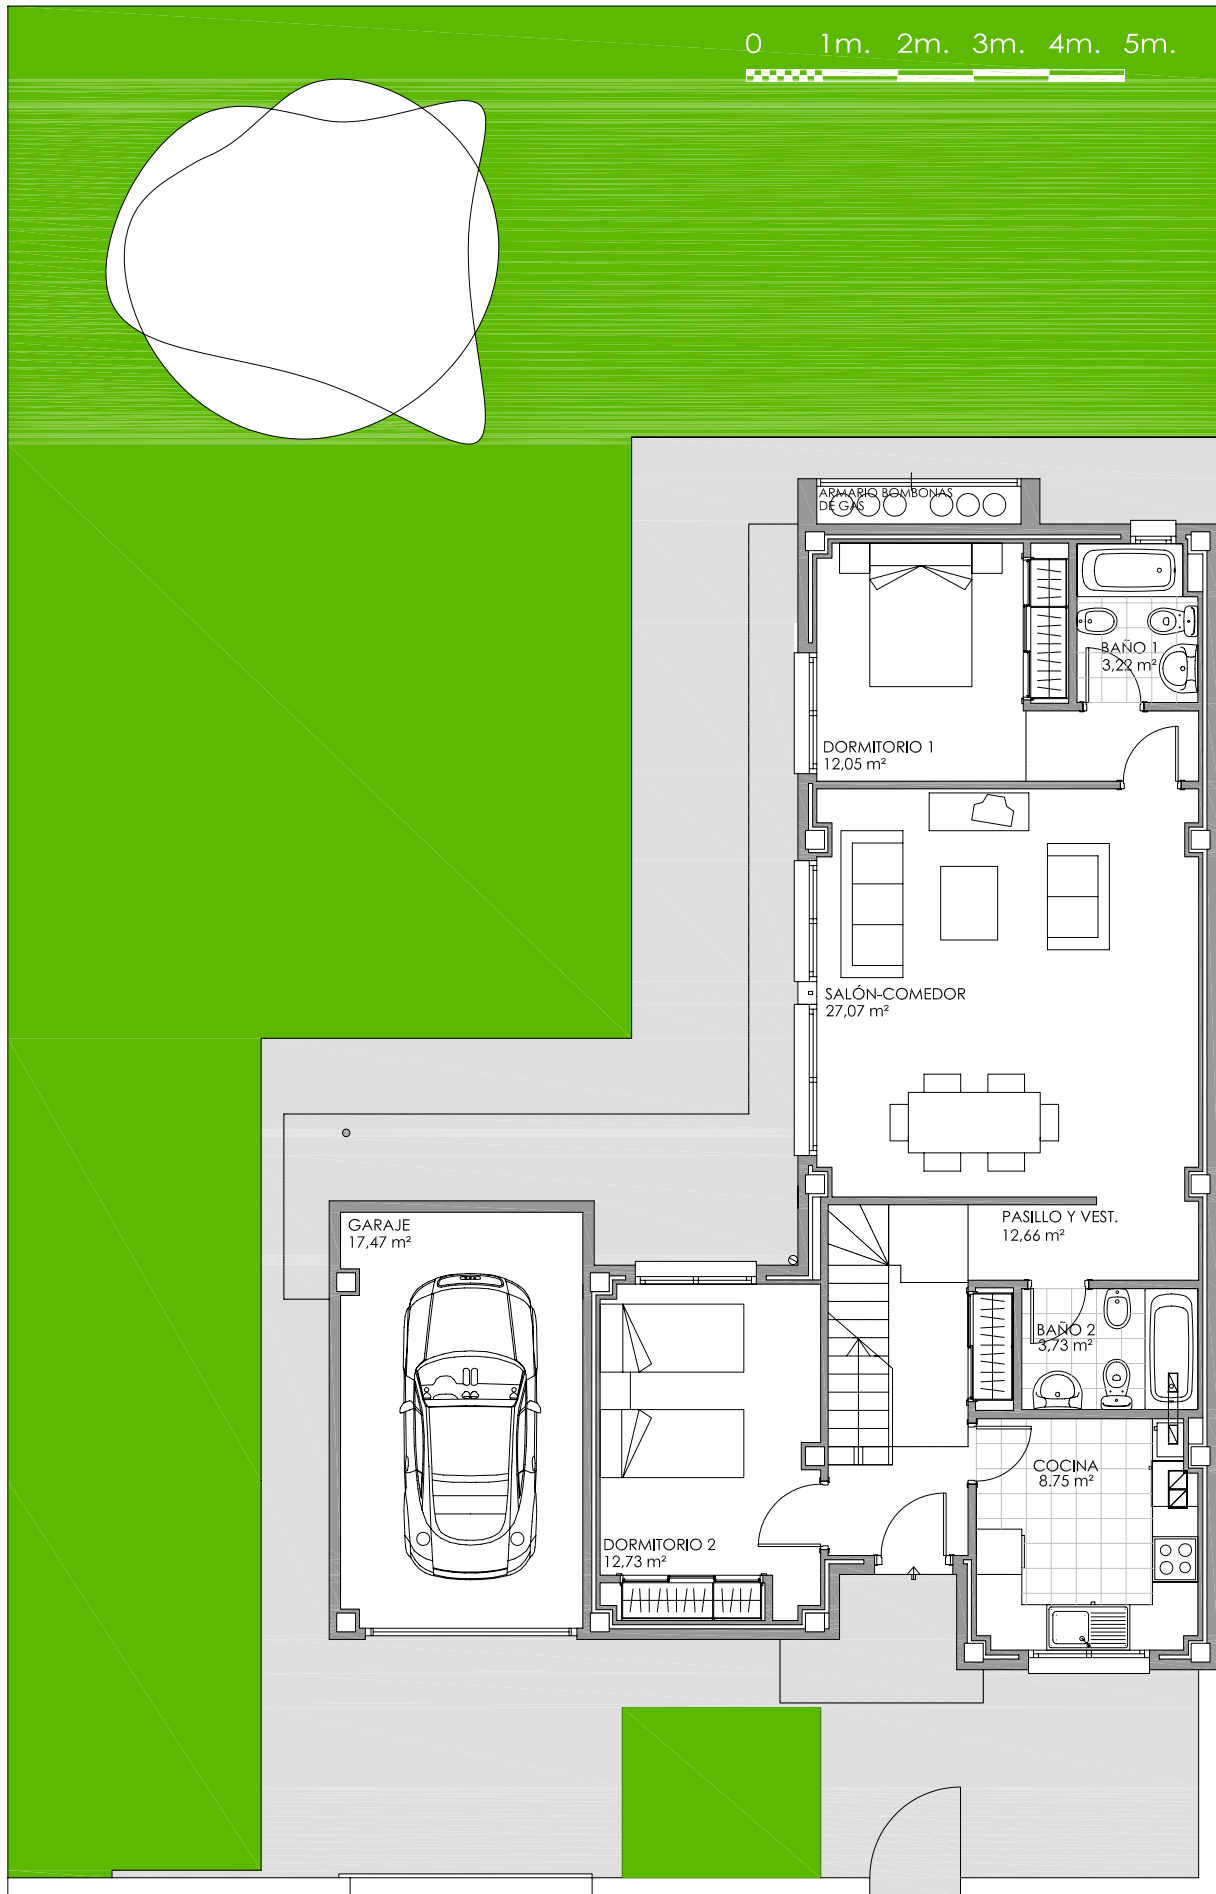 0 1m. 2m. 3m. 4m. 5m.
ARMARIO BOMBONAS
DE GAS
BAÑO 1
3,22 m²
DORMITORIO 1
12,05 m²
SALÓN-COMEDOR
27,07 m²
PASILLO Y VEST.
12,66 m²
GARAJE
17,47 m²
BAÑO 2
3,73 m²
COCINA
8.75 m²
DORMITORIO 2
12,73 m²